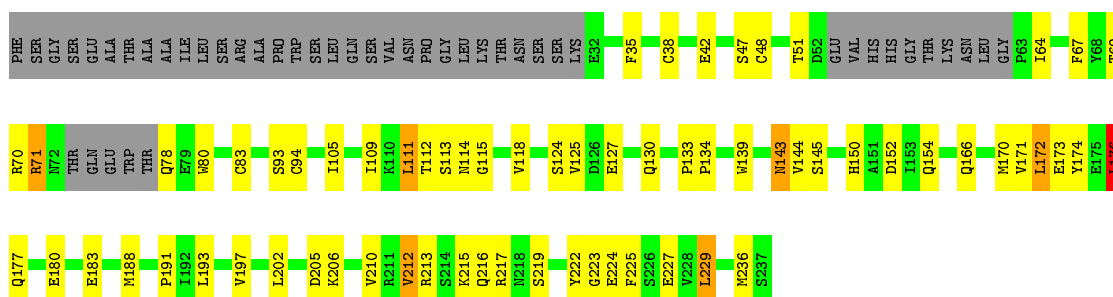 PHE SER GLY SER SER GLU ALA THR ALA ALA ILE LEU SER ARG ALA PRO TRP SER LEU GLN SER VAL ASN PRO GLY LEU LYS THR ASN SER SER LYS E32 F35 C38 E42 S47 C48 T51 D52 GLU VAL HIS HIS GLY THR LYS ASN LEU GLY P63 I64 F67 Y68
R70 R71 N72 THR GLN GLU TRP THR Q78 E79 W80 C83 S93 C94 I105 I109 K110 L111 T112 S113 N114 G115 V118 S124 V125 D126 E127 Q130 P133 P134 W139 N143 V144 S145 H150 A151 D152 I153 Q154 Q166 M170 V171 L172 E173 Y174 E175
Q177 E180 E183 M188 P191 I192 L193 V197 L202 D205 K206 V210 R211 V212 R213 S214 K215 Q216 R217 N218 S219 Y222 G223 E224 F225 S226 E227 V228 L229 M236 S237